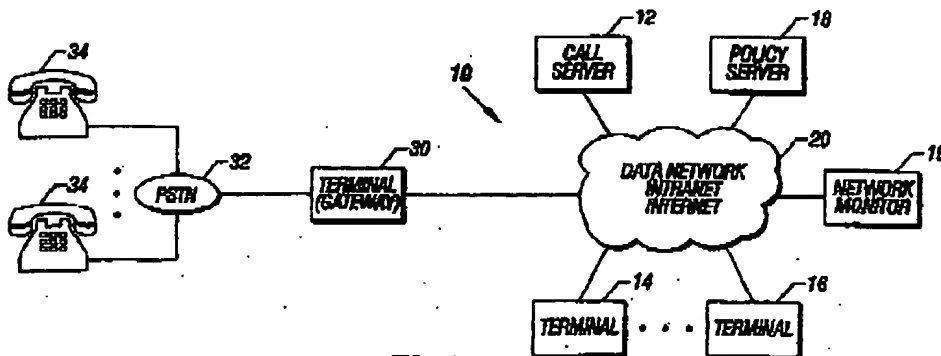 34
12
CALL
SERVER
18
POLICY
SERVER
10
34
32
PSTN
30
TERMINAL
(GATEWAY)
20
DATA NETWORK
INTRANET
INTERNET
19
NETWORK
MONITOR
14
TERMINAL
16
TERMINAL